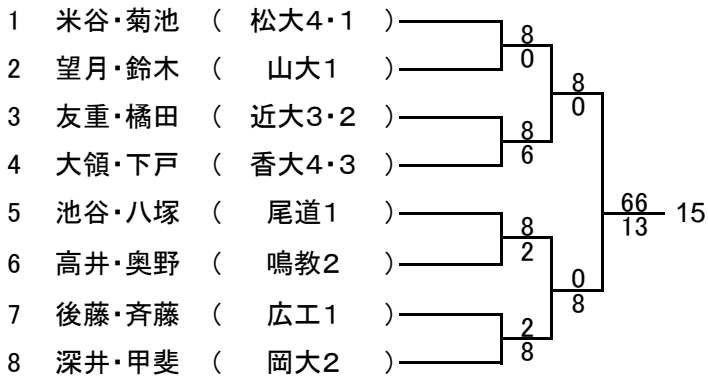 1 米谷・菊池 ( 松大4・1 )
8
0
2 望月・鈴木 ( 山大1 )
8
0
3 友重・橘田 ( 近大3・2 )
8
6
4 大領・下戸 ( 香大4・3 )
66
13
15
5 池谷・八塚 ( 尾道1 )
8
2
6 高井・奥野 ( 鳴教2 )
0
8
7 後藤・斉藤 ( 広工1 )
2
8
8 深井・甲斐 ( 岡大2 )